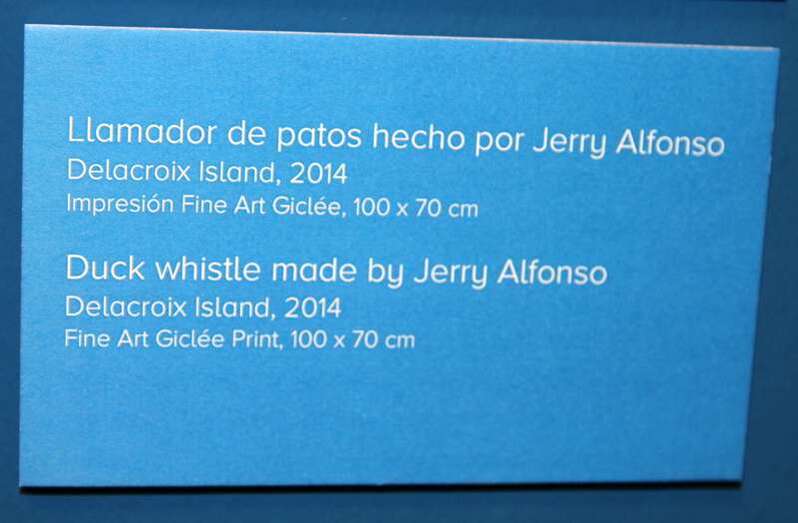 Llamador de patos hecho por Jerry Alfonso
Delacroix Island, 2014
Impresión Fine Art Giclée, 100 x 70 cm
Duck whistle made by Jerry Alfonso
Delacroix Island, 2014
Fine Art Giclée Print, 100 x 70 cm